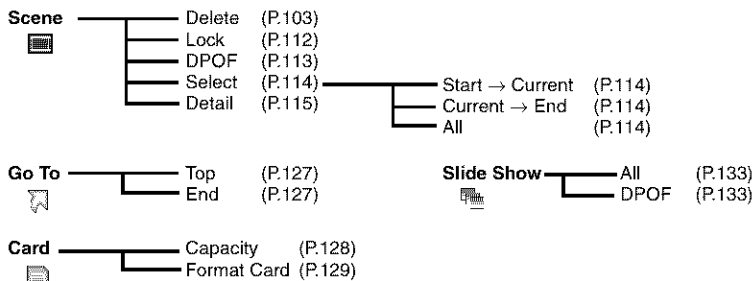 Scene Delete (P.103)
Lock (P.112)
DPOF (P.113)
Select (P.114) Start → Current (P.114)
Detail (P.115) Current → End (P.114)
All (P.114)
Go To Top (P.127) Slide Show All (P.133)
End (P.127) DPOF (P.133)
Card Capacity (P.128)
Format Card (P.129)